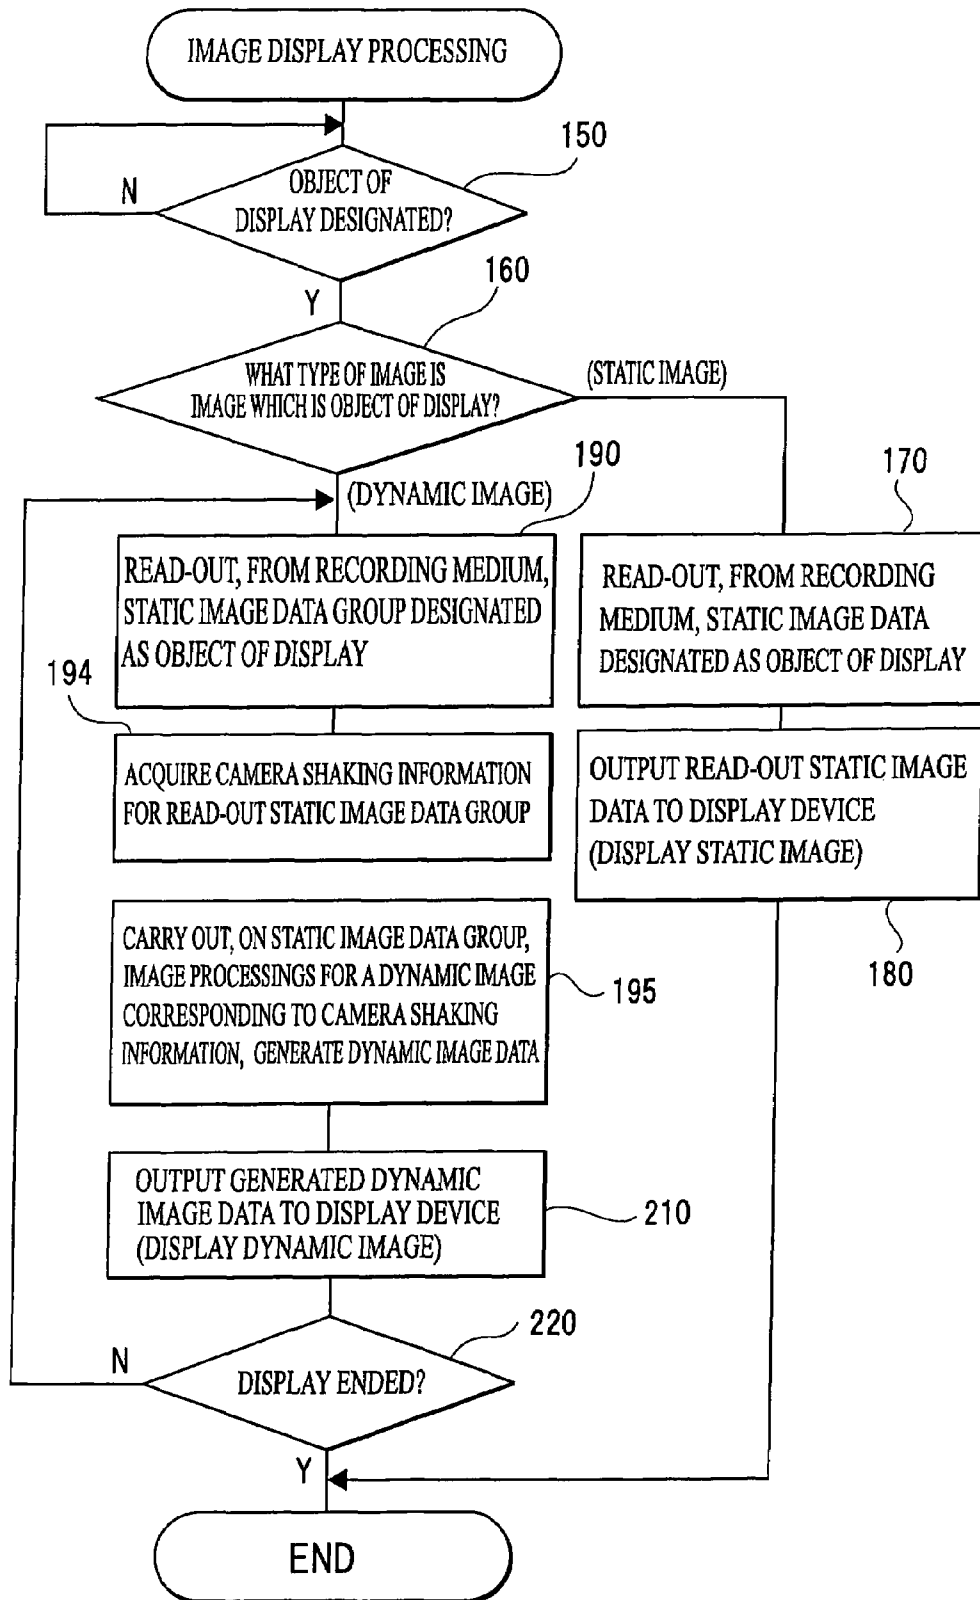 IMAGE DISPLAY PROCESSING
150
N
OBJECT OF
DISPLAY DESIGNATED?
160
Y
WHAT TYPE OF IMAGE IS
IMAGE WHICH IS OBJECT OF DISPLAY?
(STATIC IMAGE)
190
170
(DYNAMIC IMAGE)
READ-OUT, FROM RECORDING MEDIUM,
STATIC IMAGE DATA GROUP DESIGNATED
AS OBJECT OF DISPLAY
READ-OUT, FROM RECORDING
MEDIUM, STATIC IMAGE DATA
DESIGNATED AS OBJECT OF DISPLAY
194
ACQUIRE CAMERA SHAKING INFORMATION
FOR READ-OUT STATIC IMAGE DATA GROUP
OUTPUT READ-OUT STATIC IMAGE
DATA TO DISPLAY DEVICE
(DISPLAY STATIC IMAGE)
180
CARRY OUT, ON STATIC IMAGE DATA GROUP,
IMAGE PROCESSINGS FOR A DYNAMIC IMAGE
CORRESPONDING TO CAMERA SHAKING
INFORMATION, GENERATE DYNAMIC IMAGE DATA
195
OUTPUT GENERATED DYNAMIC
IMAGE DATA TO DISPLAY DEVICE
(DISPLAY DYNAMIC IMAGE)
210
220
N
DISPLAY ENDED?
Y
END